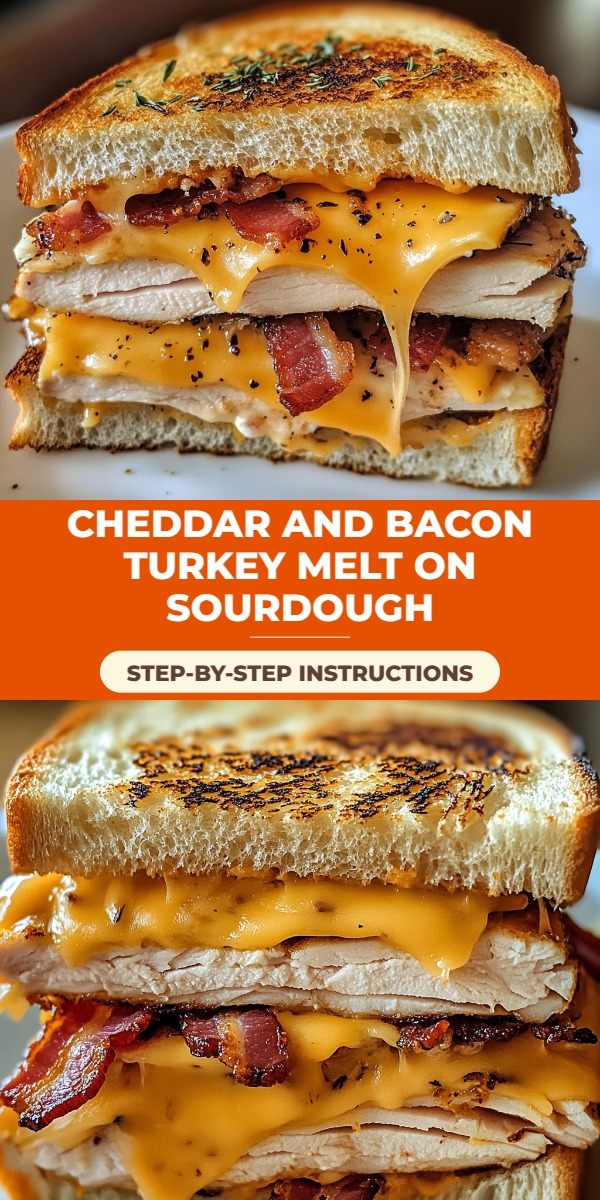 CHEDDAR AND BACON
TURKEY MELT ON
SOURDOUGH
STEP-BY-STEP INSTRUCTIONS